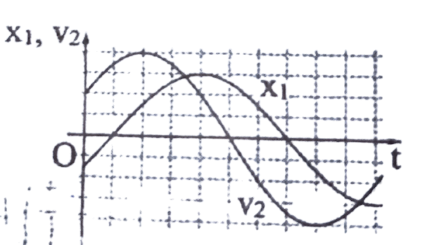 x₁, v₂
x₁
O
t
v₂